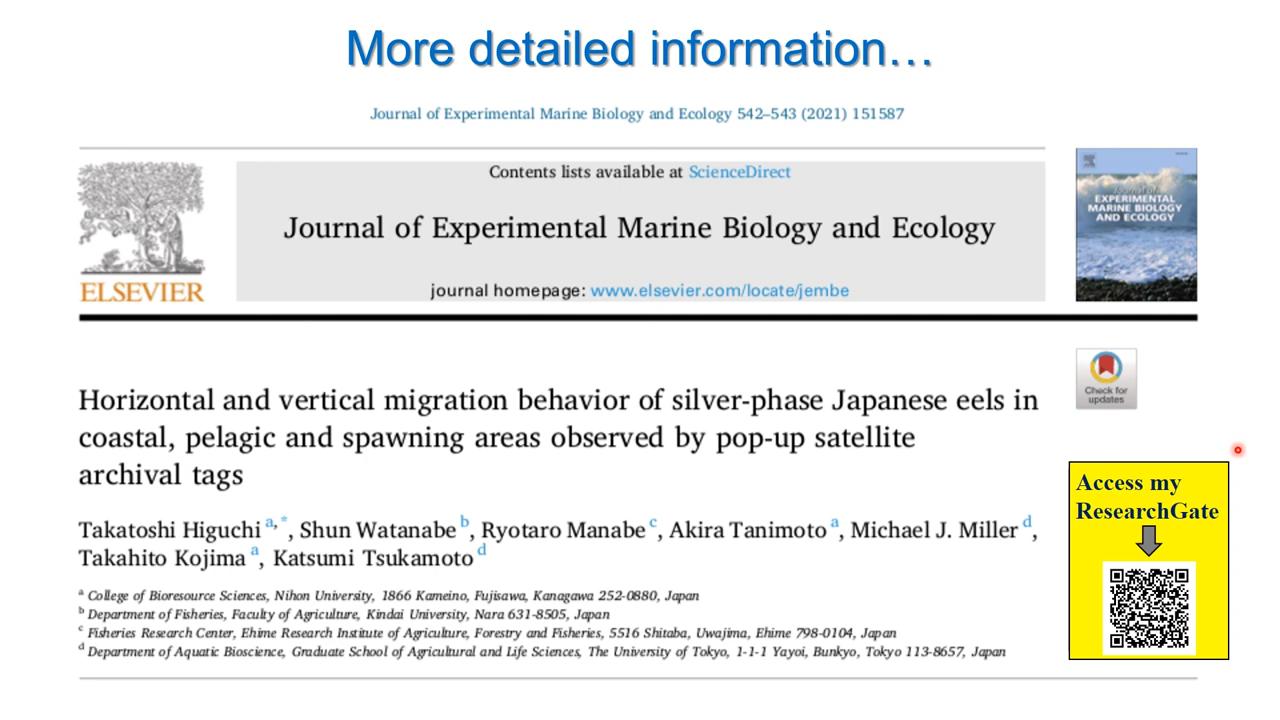 More detailed information…
Journal of Experimental Marine Biology and Ecology 542–543 (2021) 151587
Contents lists available at ScienceDirect
Journal of Experimental Marine Biology and Ecology
journal homepage: www.elsevier.com/locate/jembe
ELSEVIER
Journal of
EXPERIMENTAL
MARINE BIOLOGY
AND ECOLOGY
Check for
updates
Horizontal and vertical migration behavior of silver-phase Japanese eels in
coastal, pelagic and spawning areas observed by pop-up satellite
archival tags
Takatoshi Higuchi a,*, Shun Watanabe b, Ryotaro Manabe c, Akira Tanimoto a, Michael J. Miller d,
Takahito Kojima a, Katsumi Tsukamoto d
a College of Bioresource Sciences, Nihon University, 1866 Kameino, Fujisawa, Kanagawa 252-0880, Japan
b Department of Fisheries, Faculty of Agriculture, Kindai University, Nara 631-8505, Japan
c Fisheries Research Center, Ehime Research Institute of Agriculture, Forestry and Fisheries, 5516 Shitaba, Uwajima, Ehime 798-0104, Japan
d Department of Aquatic Bioscience, Graduate School of Agricultural and Life Sciences, The University of Tokyo, 1-1-1 Yayoi, Bunkyo, Tokyo 113-8657, Japan
Access my
ResearchGate